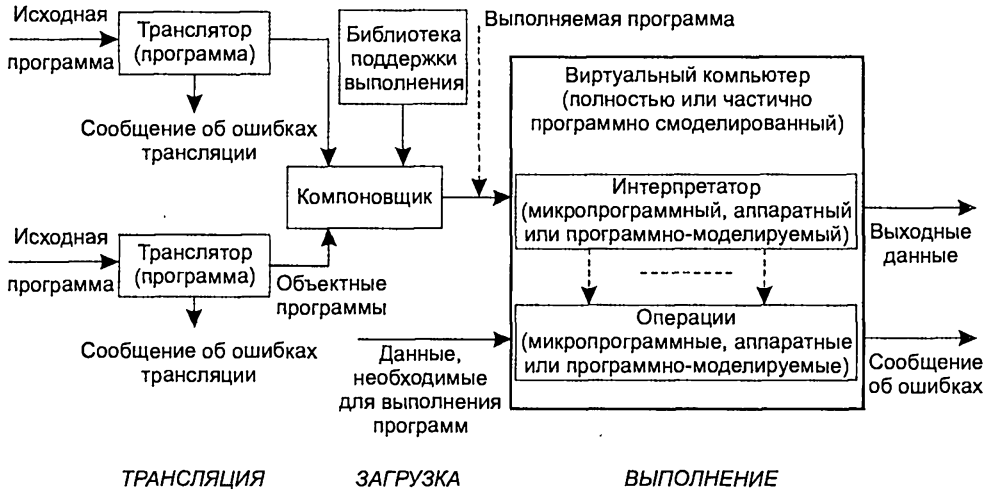 Исходная
программа
Транслятор
(программа)
Сообщение об ошибках
трансляции
Библиотека
поддержки
выполнения
Выполняемая программа
Виртуальный компьютер
(полностью или частично
программно смоделированный)
Компоновщик
Интерпретатор
(микропрограммный, аппаратный
или программно-моделируемый)
Выходные
данные
Исходная
программа
Транслятор
(программа)
Объектные
программы
Сообщение об ошибках
трансляции
Данные,
необходимые
для выполнения
программ
Операции
(микропрограммные, аппаратные
или программно-моделируемые)
Сообщение
об ошибках
ТРАНСЛЯЦИЯ
ЗАГРУЗКА
ВЫПОЛНЕНИЕ